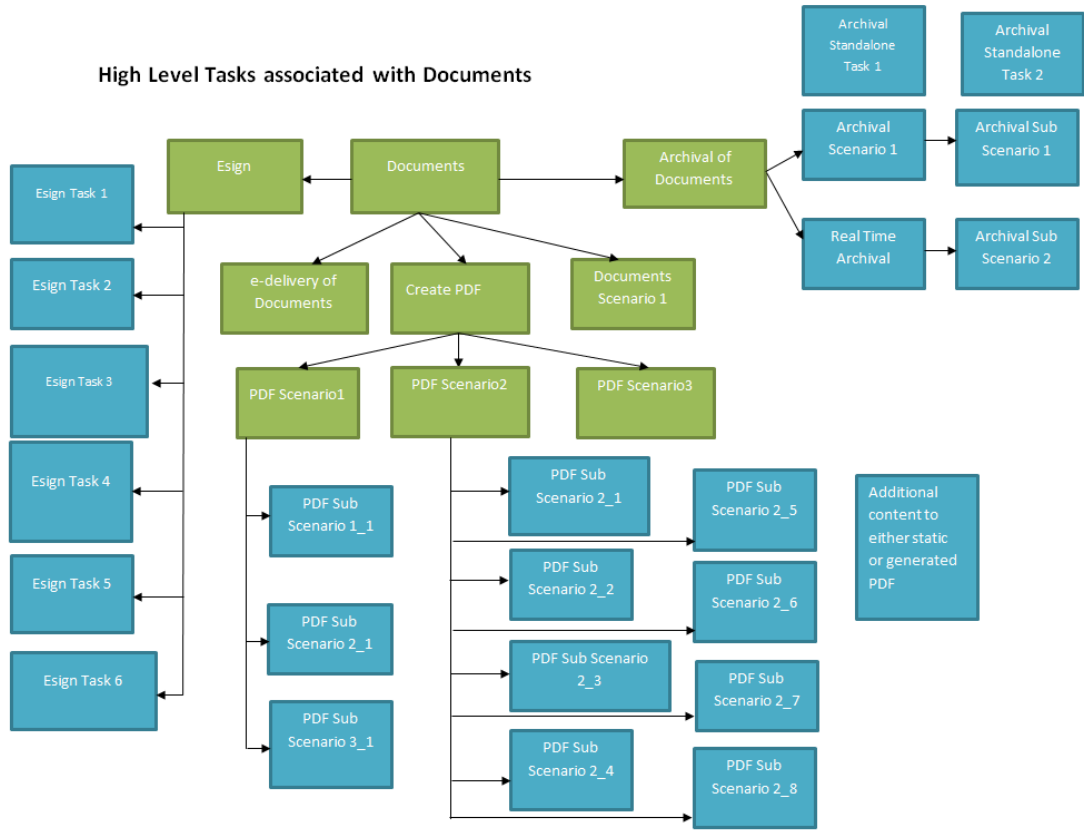 High Level Tasks associated with Documents
Archival
Standalone
Task 1
Archival
Standalone
Task 2
Esign
Documents
Archival of
Documents
Archival
Scenario 1
Archival Sub
Scenario 1
Real Time
Archival
Archival Sub
Scenario 2
Esign Task 1
Esign Task 2
Esign Task 3
Esign Task 4
Esign Task 5
Esign Task 6
e-delivery of
Documents
Create PDF
Documents
Scenario 1
PDF Scenario1
PDF Scenario2
PDF Scenario3
PDF Sub
Scenario 1_1
PDF Sub
Scenario 2_1
PDF Sub
Scenario 3_1
PDF Sub
Scenario 2_1
PDF Sub
Scenario 2_2
PDF Sub Scenario
2_3
PDF Sub
Scenario 2_4
PDF Sub
Scenario 2_5
PDF Sub
Scenario 2_6
PDF Sub
Scenario 2_7
PDF Sub
Scenario 2_8
Additional
content to
either static
or generated
PDF